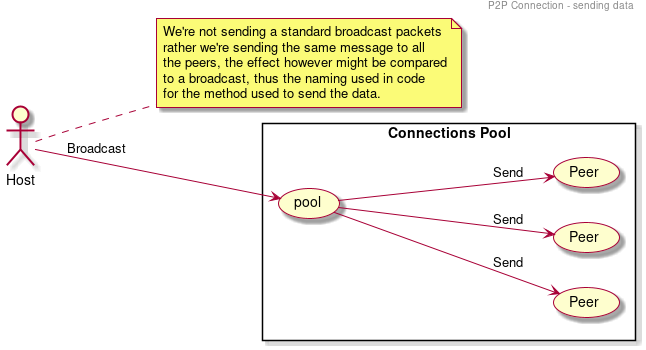 P2P Connection - sending data
We're not sending a standard broadcast packets
rather we're sending the same message to all
the peers, the effect however might be compared
to a broadcast, thus the naming used in code
for the method used to send the data.
Connections Pool
Broadcast
Host
pool
Send
Peer
Send
Peer
Send
Peer